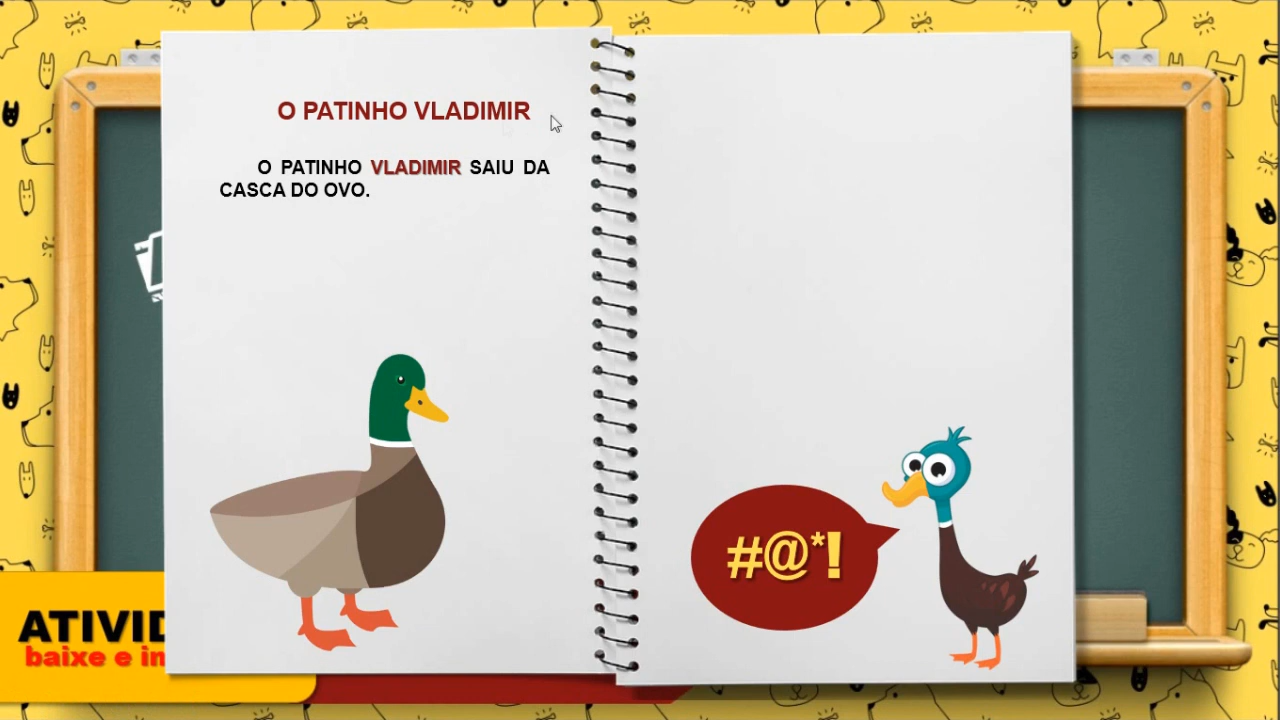 O PATINHO VLADIMIR
O PATINHO VLADIMIR SAIU DA
CASCA DO OVO.
#@*!
ATIVID
baixe e in